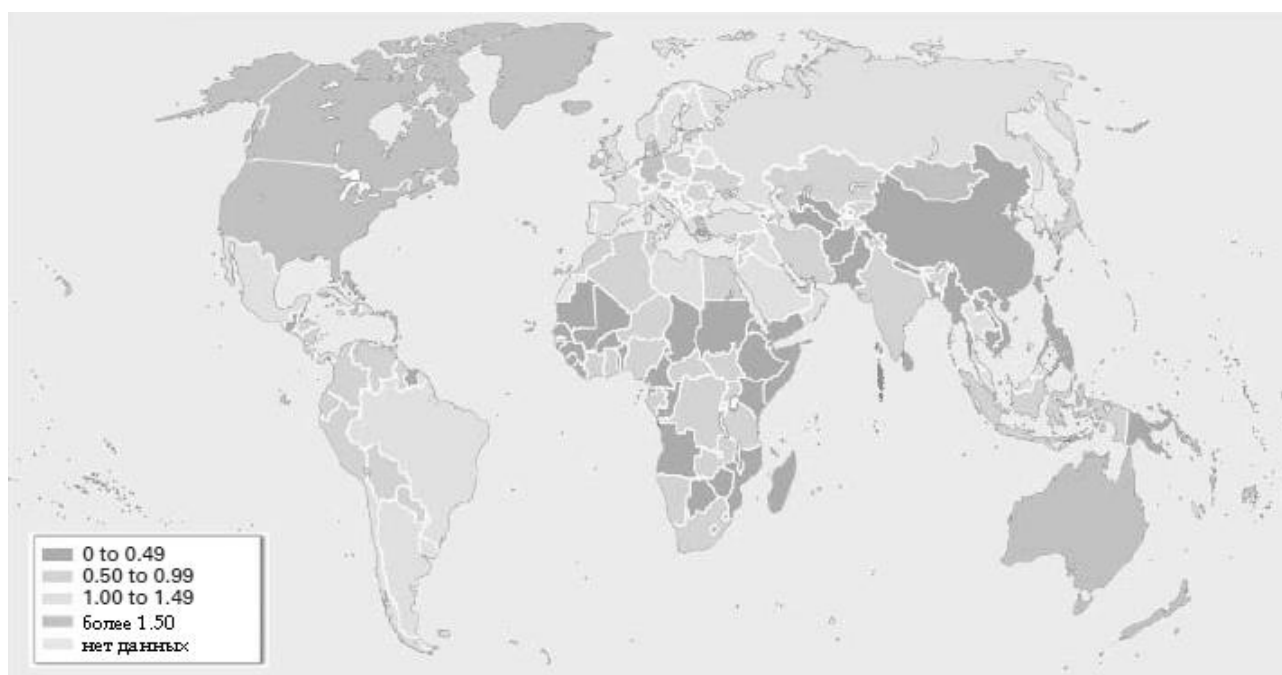 0 to 0.49
0.50 to 0.99
1.00 to 1.49
более 1.50
нет данных